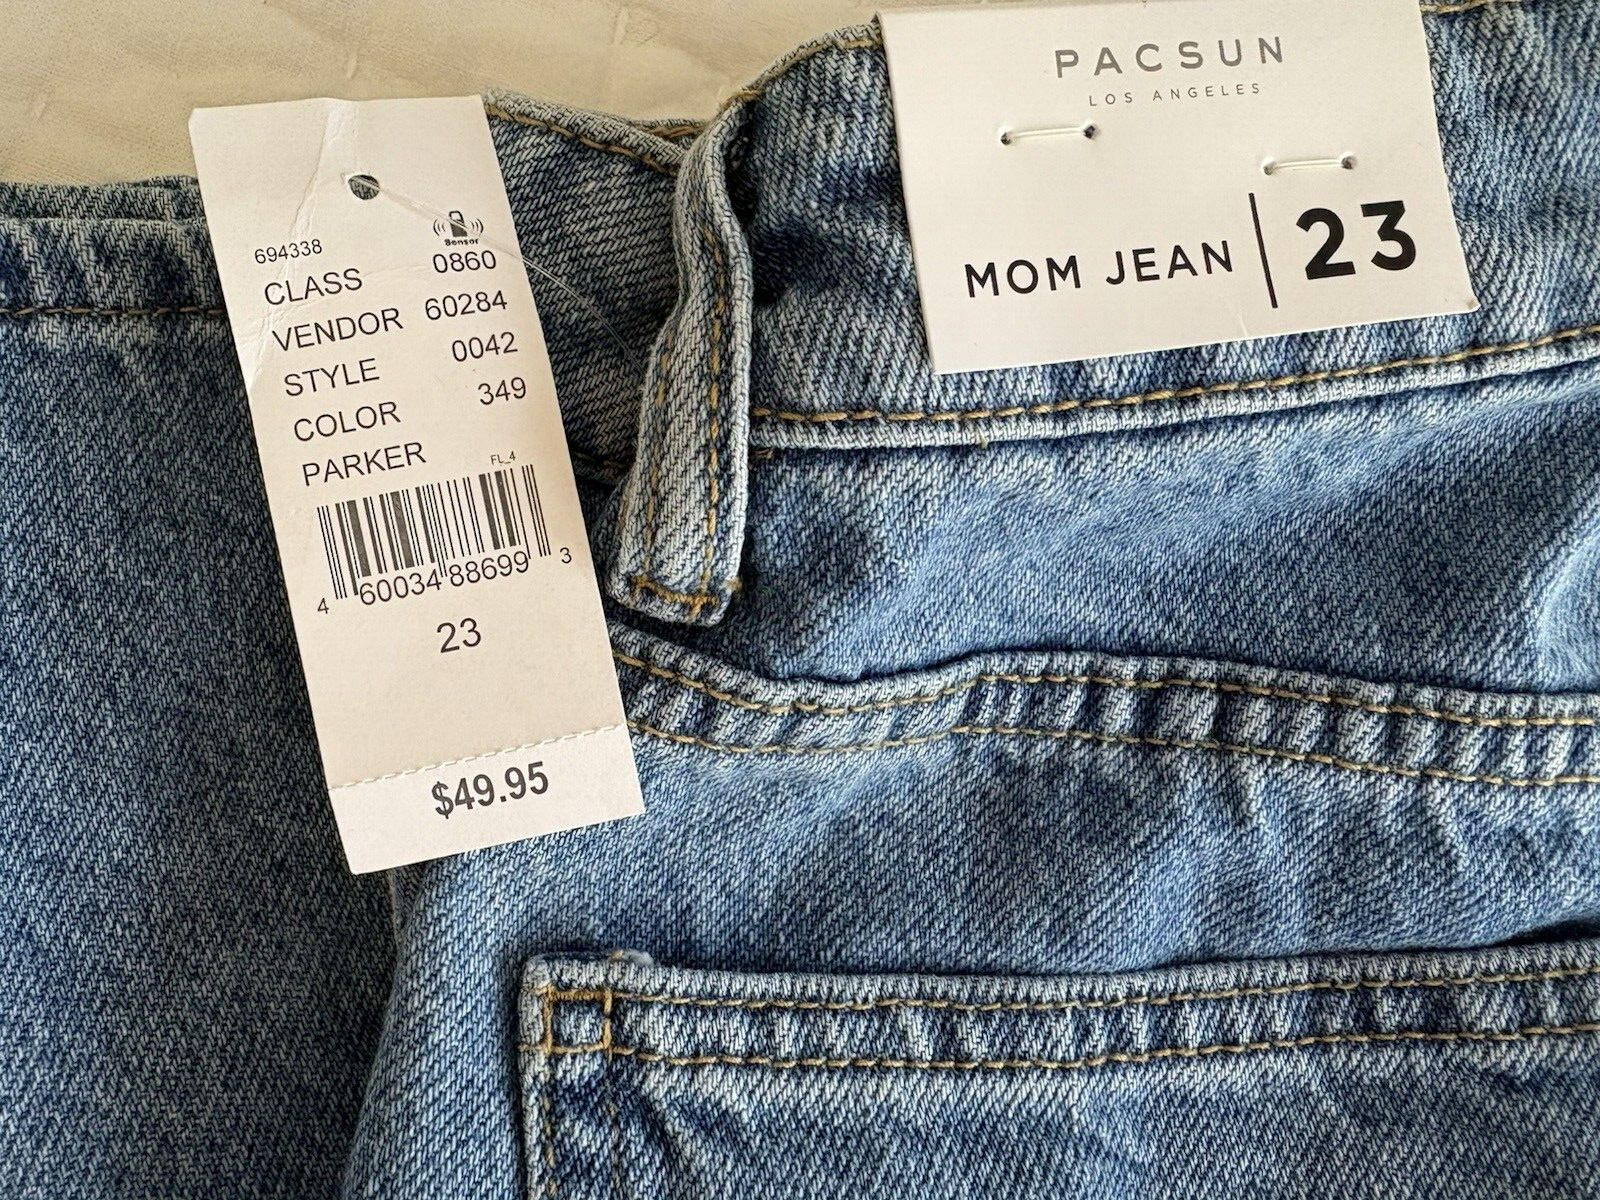 694338
Sensor
CLASS 0860
VENDOR 60284
STYLE 0042
COLOR 349
PARKER
FL_4
4 60034 88699 3
23
$49.95
PACSUN
LOS ANGELES
MOM JEAN | 23